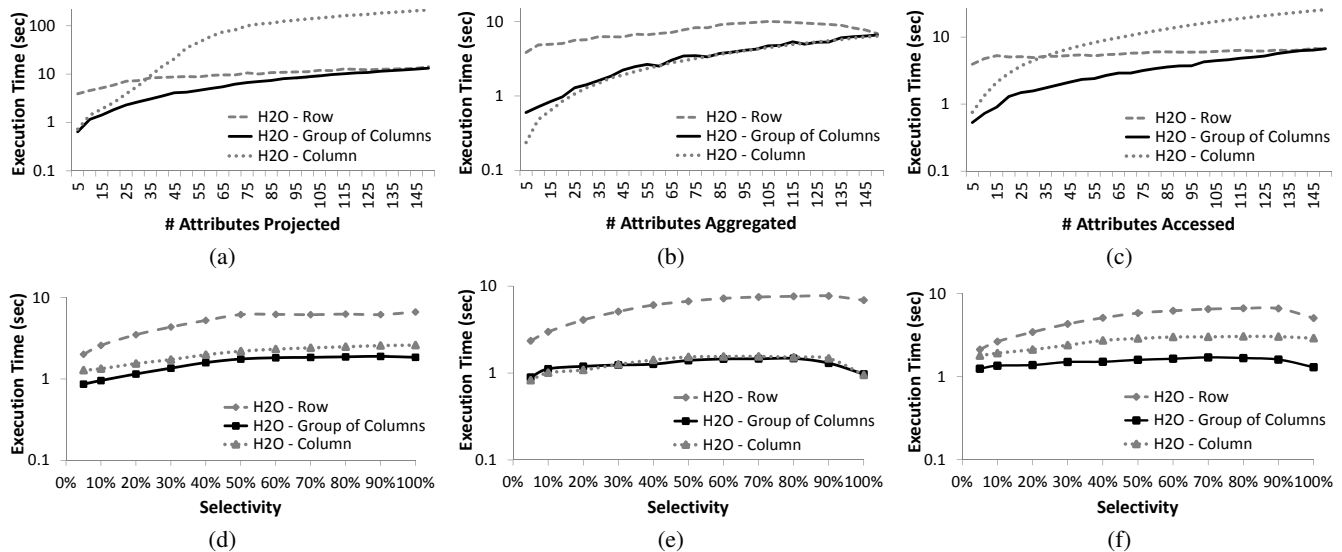 Execution Time (sec)
100
10
1
0.1
H2O - Row
H2O - Group of Columns
H2O - Column
5
15
25
35
45
55
65
75
85
95
105
115
125
135
145
# Attributes Projected
(a)
Execution Time (sec)
10
1
0.1
H2O - Row
H2O - Group of Columns
H2O - Column
5
15
25
35
45
55
65
75
85
95
105
115
125
135
145
# Attributes Aggregated
(b)
Execution Time (sec)
10
1
0.1
H2O - Row
H2O - Group of Columns
H2O - Column
5
15
25
35
45
55
65
75
85
95
105
115
125
135
145
# Attributes Accessed
(c)
Execution Time (sec)
10
1
0.1
H2O - Row
H2O - Group of Columns
H2O - Column
0% 10% 20% 30% 40% 50% 60% 70% 80% 90% 100%
Selectivity
(d)
Execution Time (sec)
10
1
0.1
H2O - Row
H2O - Group of Columns
H2O - Column
0% 10% 20% 30% 40% 50% 60% 70% 80% 90% 100%
Selectivity
(e)
Execution Time (sec)
10
1
0.1
H2O - Row
H2O - Group of Columns
H2O - Column
0% 10% 20% 30% 40% 50% 60% 70% 80% 90% 100%
Selectivity
(f)